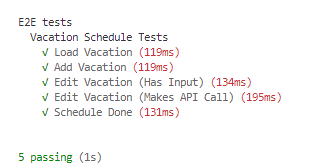 E2E tests
Vacation Schedule Tests
√ Load Vacation (119ms)
√ Add Vacation (119ms)
√ Edit Vacation (Has Input) (134ms)
√ Edit Vacation (Makes API Call) (195ms)
√ Schedule Done (131ms)
5 passing (1s)